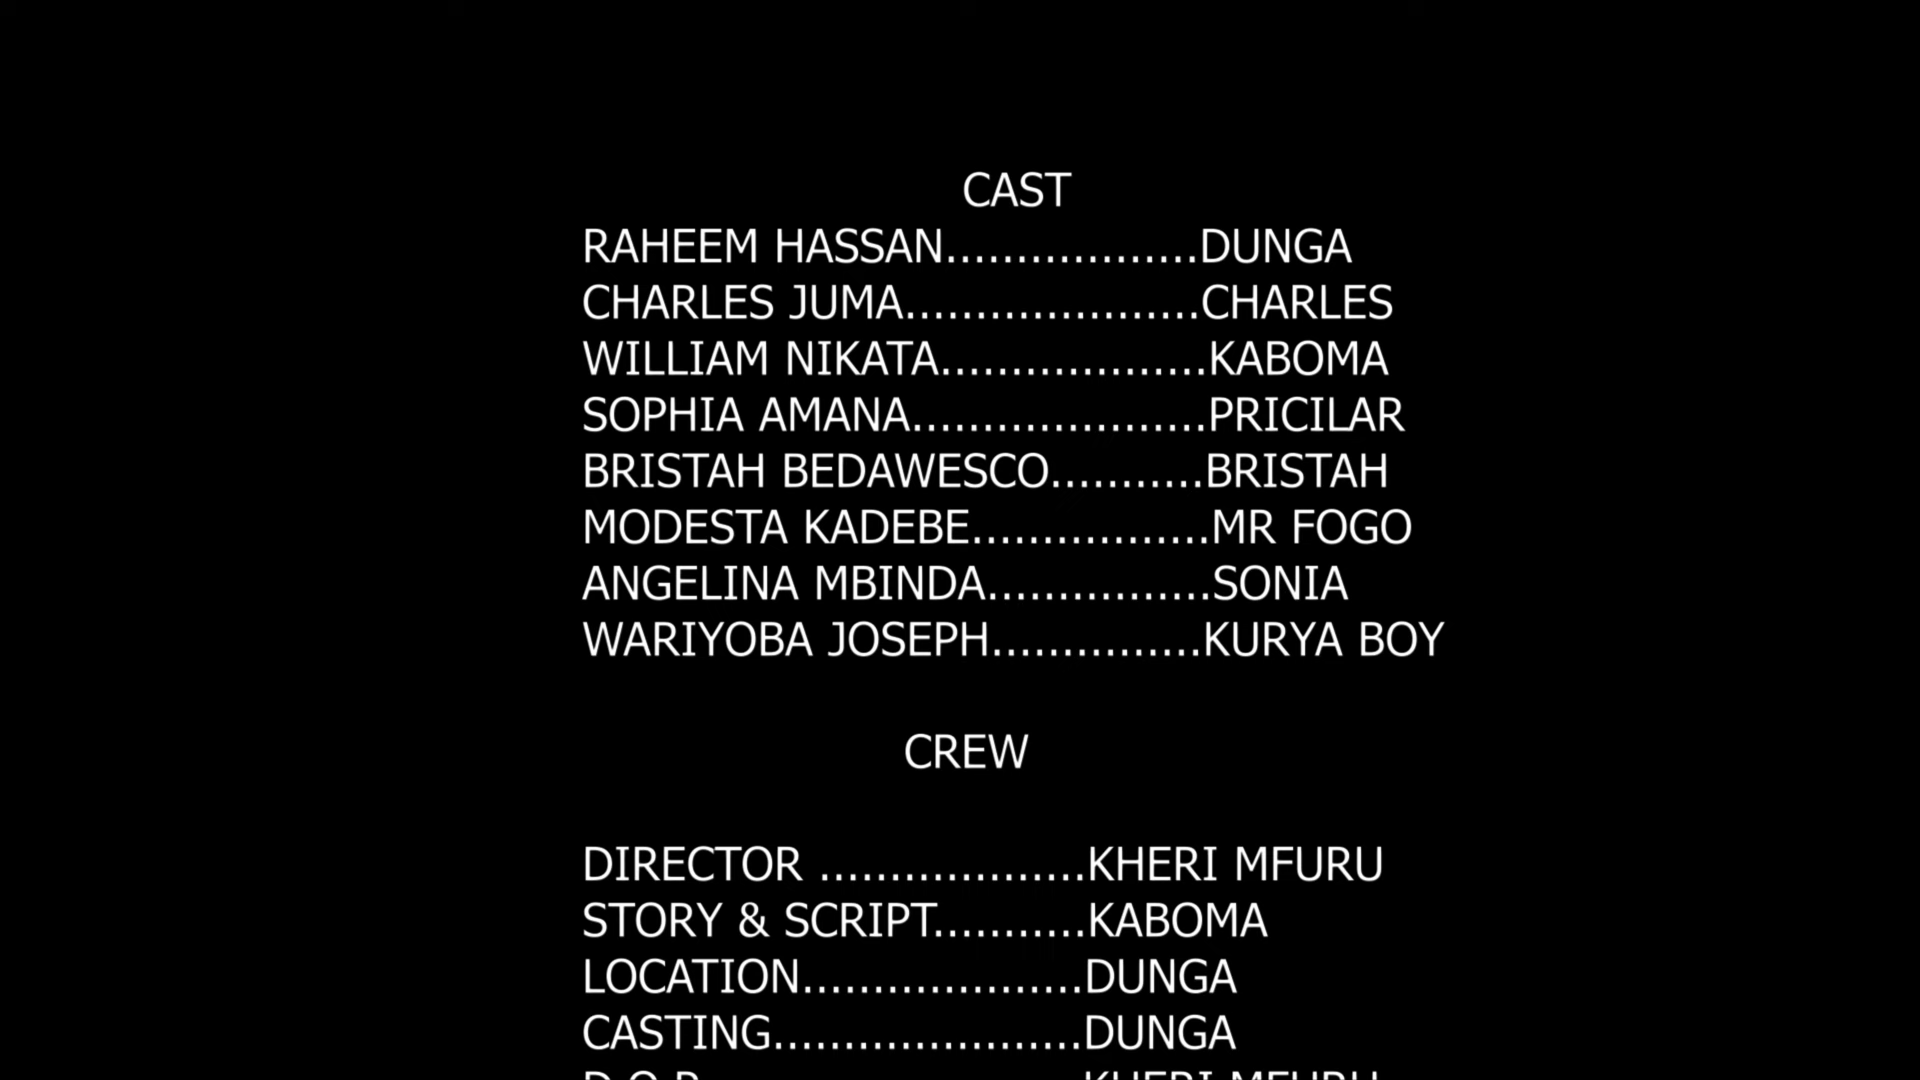 CAST
RAHEEM HASSAN..................DUNGA
CHARLES JUMA.....................CHARLES
WILLIAM NIKATA...................KABOMA
SOPHIA AMANA.....................PRICILAR
BRISTAH BEDAWESCO...........BRISTAH
MODESTA KADEBE.................MR FOGO
ANGELINA MBINDA................SONIA
WARIYOBA JOSEPH...............KURYA BOY
CREW
DIRECTOR ...................KHERI MFURU
STORY & SCRIPT...........KABOMA
LOCATION....................DUNGA
CASTING......................DUNGA
KHERI MFURU